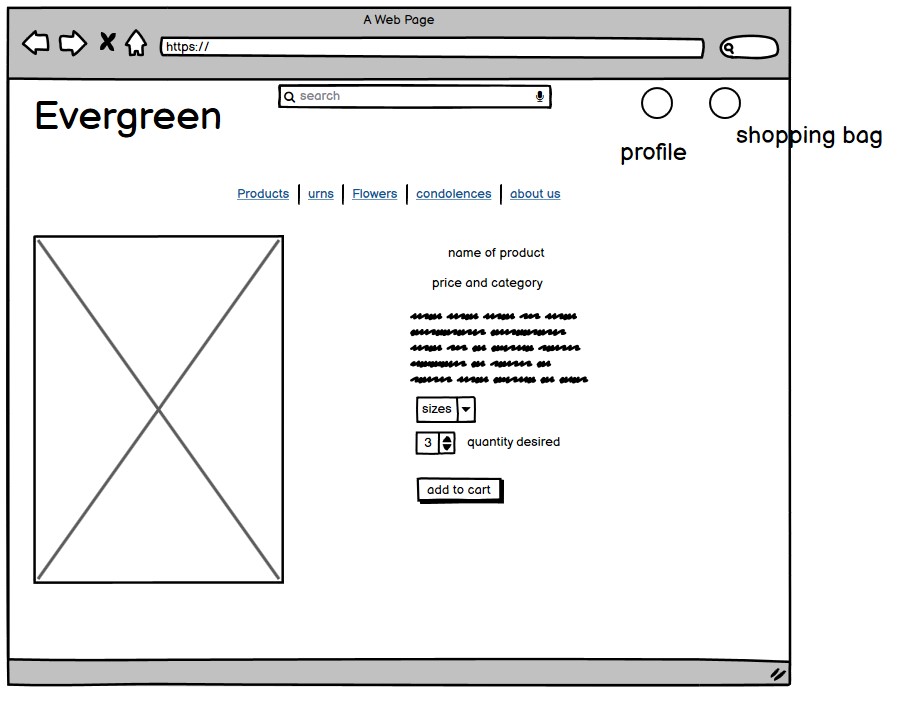 A Web Page
https://
search
Evergreen
profile
shopping bag
Products urns Flowers condolences about us
name of product
price and category
sizes
3 quantity desired
add to cart